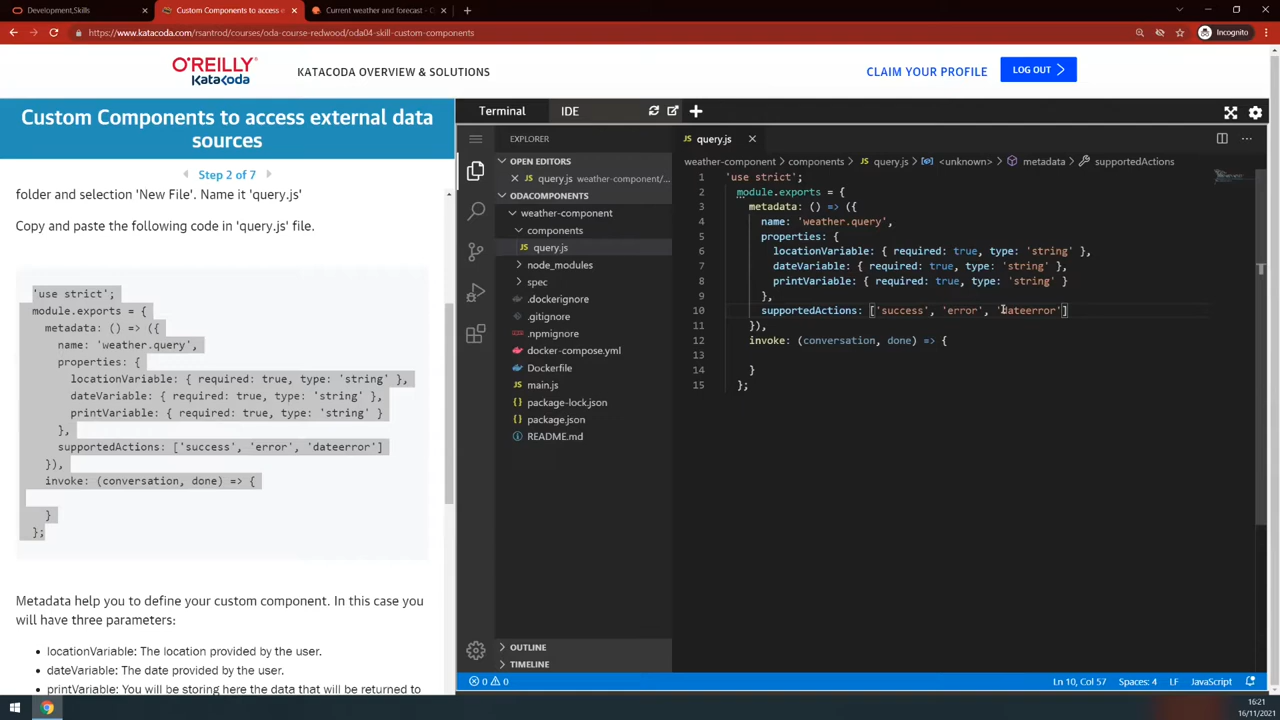 Development,Skills
Custom Components to access e
Current weather and forecast - O
https://www.katacoda.com/rsantrod/courses/oda-course-redwood/oda04-skill-custom-components
Incognito
O'REILLY
Katakoda
KATACODA OVERVIEW & SOLUTIONS
CLAIM YOUR PROFILE
LOG OUT
Custom Components to access external data
sources
Step 2 of 7
folder and selection 'New File'. Name it 'query.js'
Copy and paste the following code in 'query.js' file.
'use strict';
module.exports = {
metadata: () => ({
name: 'weather.query',
properties: {
locationVariable: { required: true, type: 'string' },
dateVariable: { required: true, type: 'string' },
printVariable: { required: true, type: 'string' }
},
supportedActions: ['success', 'error', 'dateerror']
}),
invoke: (conversation, done) => {
}
};
Metadata help you to define your custom component. In this case you
will have three parameters:
• locationVariable: The location provided by the user.
• dateVariable: The date provided by the user.
• printVariable: You will be storing here the data that will be returned to
Terminal
IDE
EXPLORER
OPEN EDITORS
query.js weather-component/...
ODACOMPONENTS
weather-component
components
query.js
node_modules
spec
.dockerignore
.gitignore
.npmignore
docker-compose.yml
Dockerfile
main.js
package-lock.json
package.json
README.md
OUTLINE
TIMELINE
query.js
weather-component > components > query.js > <unknown> > metadata > supportedActions
1 'use strict';
2 module.exports = {
3 metadata: () => ({
4 name: 'weather.query',
5 properties: {
6 locationVariable: { required: true, type: 'string' },
7 dateVariable: { required: true, type: 'string' },
8 printVariable: { required: true, type: 'string' }
9 },
10 supportedActions: ['success', 'error', 'dateerror']
11 }),
12 invoke: (conversation, done) => {
13
14 }
15 };
0 0
Ln 10, Col 57
Spaces: 4
LF
JavaScript
16:21
16/11/2021